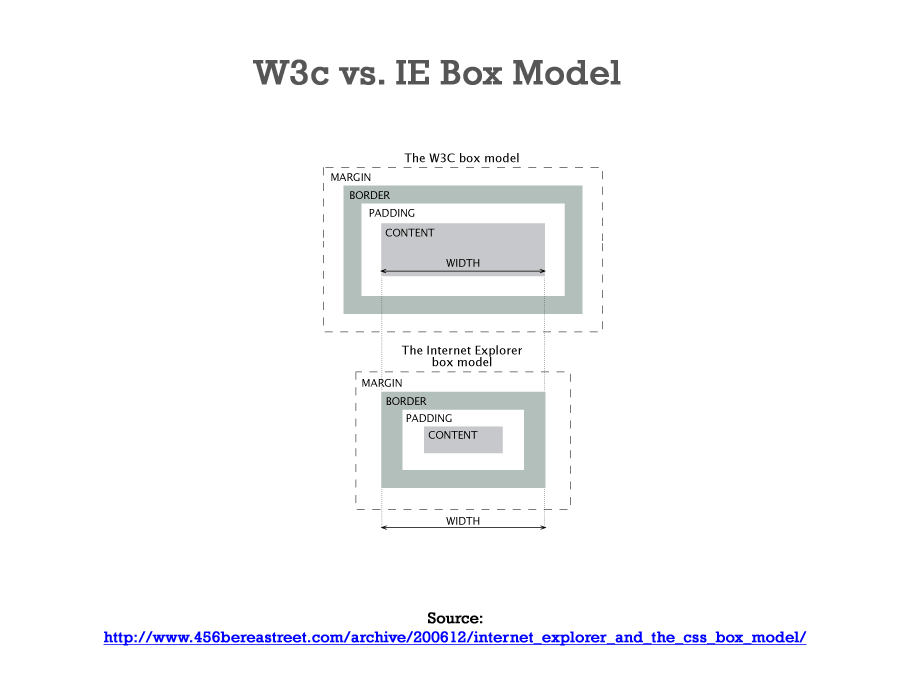 W3c vs. IE Box Model
The W3C box model
MARGIN
BORDER
PADDING
CONTENT
WIDTH
The Internet Explorer
box model
MARGIN
BORDER
PADDING
CONTENT
WIDTH
Source:
http://www.456bereastreet.com/archive/200612/internet_explorer_and_the_css_box_model/